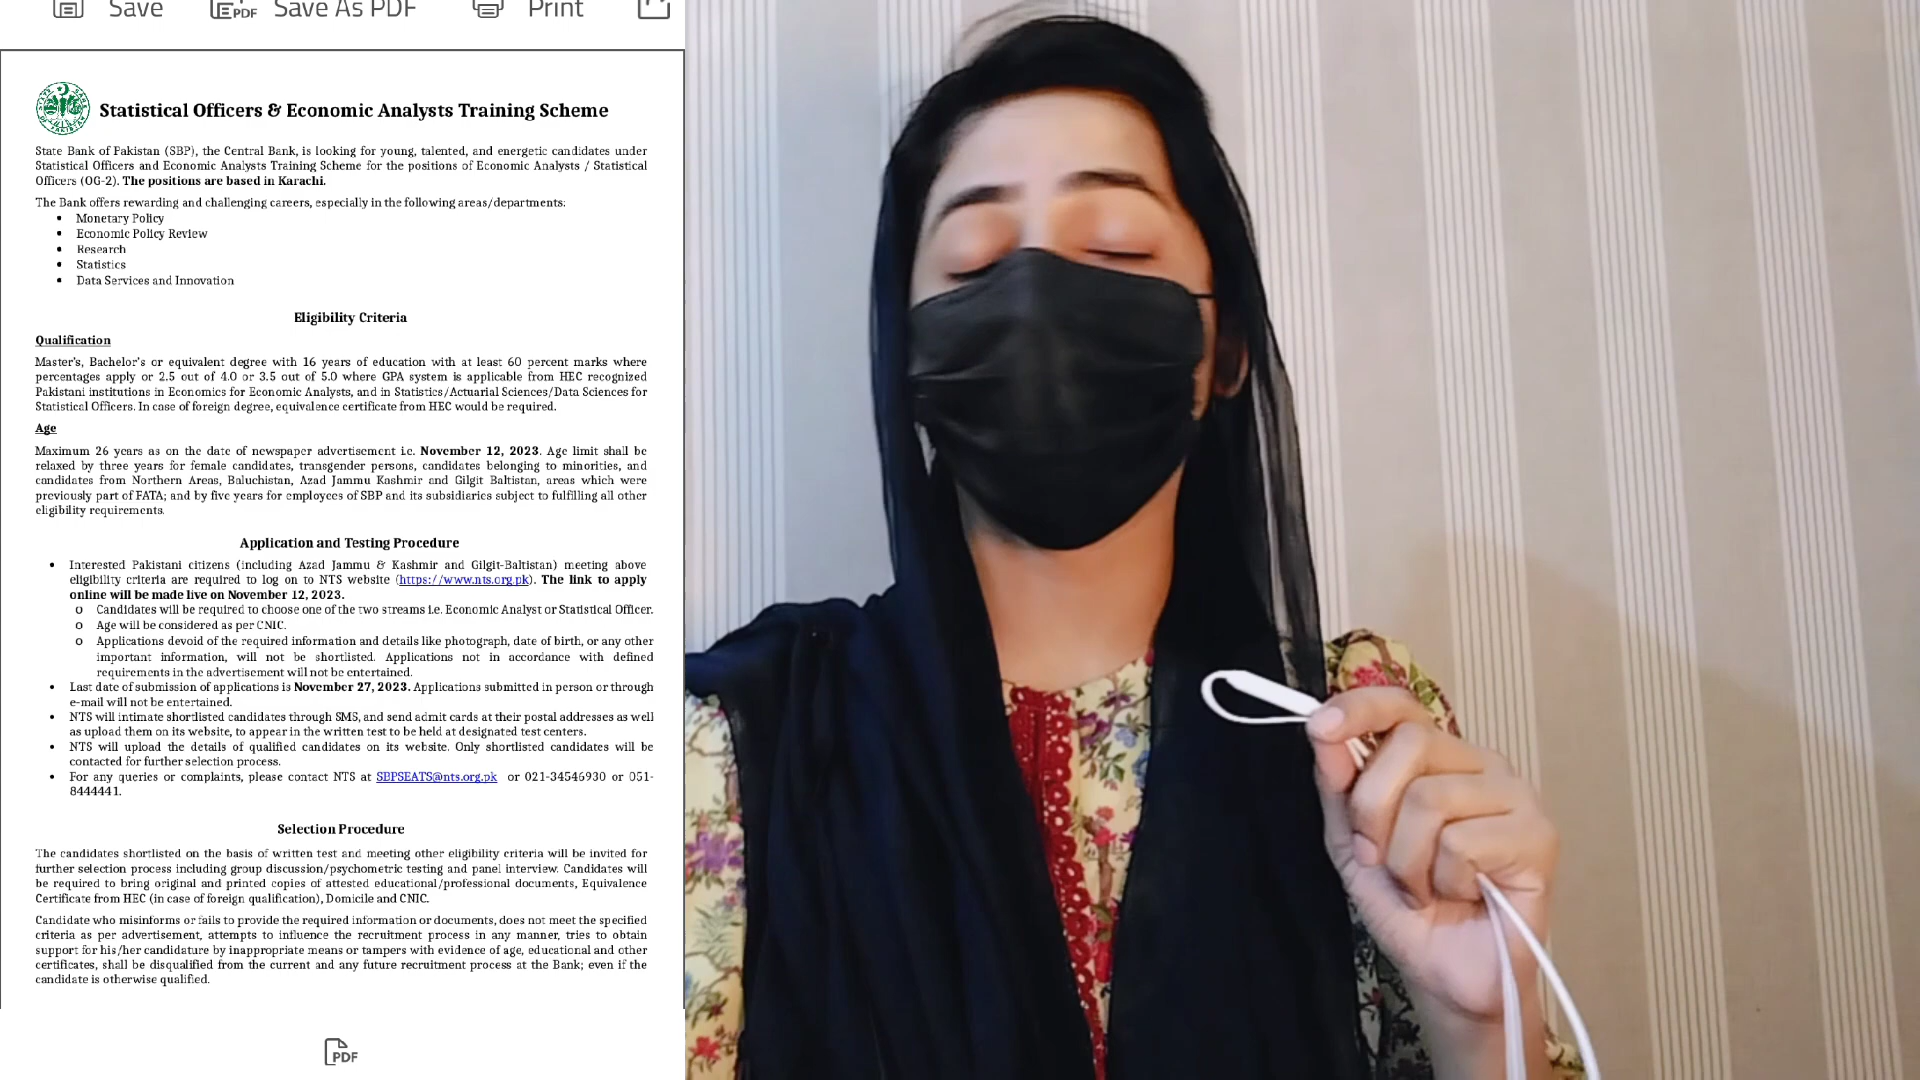 Save
PDF
Save As PDF
Print
Statistical Officers & Economic Analysts Training Scheme
State Bank of Pakistan (SBP), the Central Bank, is looking for young, talented, and energetic candidates under
Statistical Officers and Economic Analysts Training Scheme for the positions of Economic Analysts / Statistical
Officers (OG-2). The positions are based in Karachi.
The Bank offers rewarding and challenging careers, especially in the following areas/departments:
• Monetary Policy
• Economic Policy Review
• Research
• Statistics
• Data Services and Innovation
Eligibility Criteria
Qualification
Master's, Bachelor's or equivalent degree with 16 years of education with at least 60 percent marks where
percentages apply or 2.5 out of 4.0 or 3.5 out of 5.0 where GPA system is applicable from HEC recognized
Pakistani institutions in Economics for Economic Analysts, and in Statistics/Actuarial Sciences/Data Sciences for
Statistical Officers. In case of foreign degree, equivalence certificate from HEC would be required.
Age
Maximum 26 years as on the date of newspaper advertisement i.e. November 12, 2023. Age limit shall be
relaxed by three years for female candidates, transgender persons, candidates belonging to minorities, and
candidates from Northern Areas, Baluchistan, Azad Jammu Kashmir and Gilgit Baltistan, areas which were
previously part of FATA; and by five years for employees of SBP and its subsidiaries subject to fulfilling all other
eligibility requirements.
Application and Testing Procedure
• Interested Pakistani citizens (including Azad Jammu & Kashmir and Gilgit-Baltistan) meeting above
eligibility criteria are required to log on to NTS website (https://www.nts.org.pk). The link to apply
online will be made live on November 12, 2023.
o Candidates will be required to choose one of the two streams i.e. Economic Analyst or Statistical Officer.
o Age will be considered as per CNIC.
o Applications devoid of the required information and details like photograph, date of birth, or any other
important information, will not be shortlisted. Applications not in accordance with defined
requirements in the advertisement will not be entertained.
• Last date of submission of applications is November 27, 2023. Applications submitted in person or through
e-mail will not be entertained.
• NTS will intimate shortlisted candidates through SMS, and send admit cards at their postal addresses as well
as upload them on its website, to appear in the written test to be held at designated test centers.
• NTS will upload the details of qualified candidates on its website. Only shortlisted candidates will be
contacted for further selection process.
• For any queries or complaints, please contact NTS at SBPSEATS@nts.org.pk or 021-34546930 or 051-
8444441.
Selection Procedure
The candidates shortlisted on the basis of written test and meeting other eligibility criteria will be invited for
further selection process including group discussion/psychometric testing and panel interview. Candidates will
be required to bring original and printed copies of attested educational/professional documents, Equivalence
Certificate from HEC (in case of foreign qualification), Domicile and CNIC.
Candidate who misinforms or fails to provide the required information or documents, does not meet the specified
criteria as per advertisement, attempts to influence the recruitment process in any manner, tries to obtain
support for his/her candidature by inappropriate means or tampers with evidence of age, educational and other
certificates, shall be disqualified from the current and any future recruitment process at the Bank; even if the
candidate is otherwise qualified.
PDF